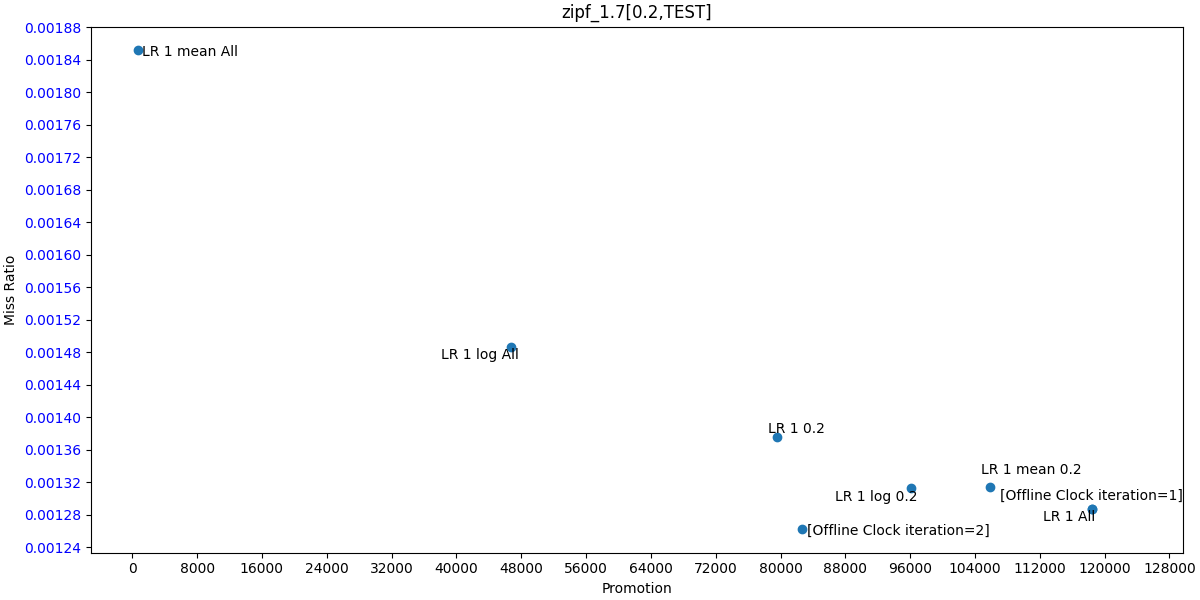 zipf_1.7[0.2,TEST]
0.00188
0.00184
0.00180
0.00176
0.00172
0.00168
0.00164
0.00160
0.00156
0.00152
0.00148
0.00144
0.00140
0.00136
0.00132
0.00128
0.00124
Miss Ratio
LR 1 mean All
LR 1 log All
LR 1 0.2
LR 1 mean 0.2
LR 1 log 0.2
[Offline Clock iteration=1]
LR 1 All
[Offline Clock iteration=2]
0 8000 16000 24000 32000 40000 48000 56000 64000 72000 80000 88000 96000 104000 112000 120000 128000
Promotion